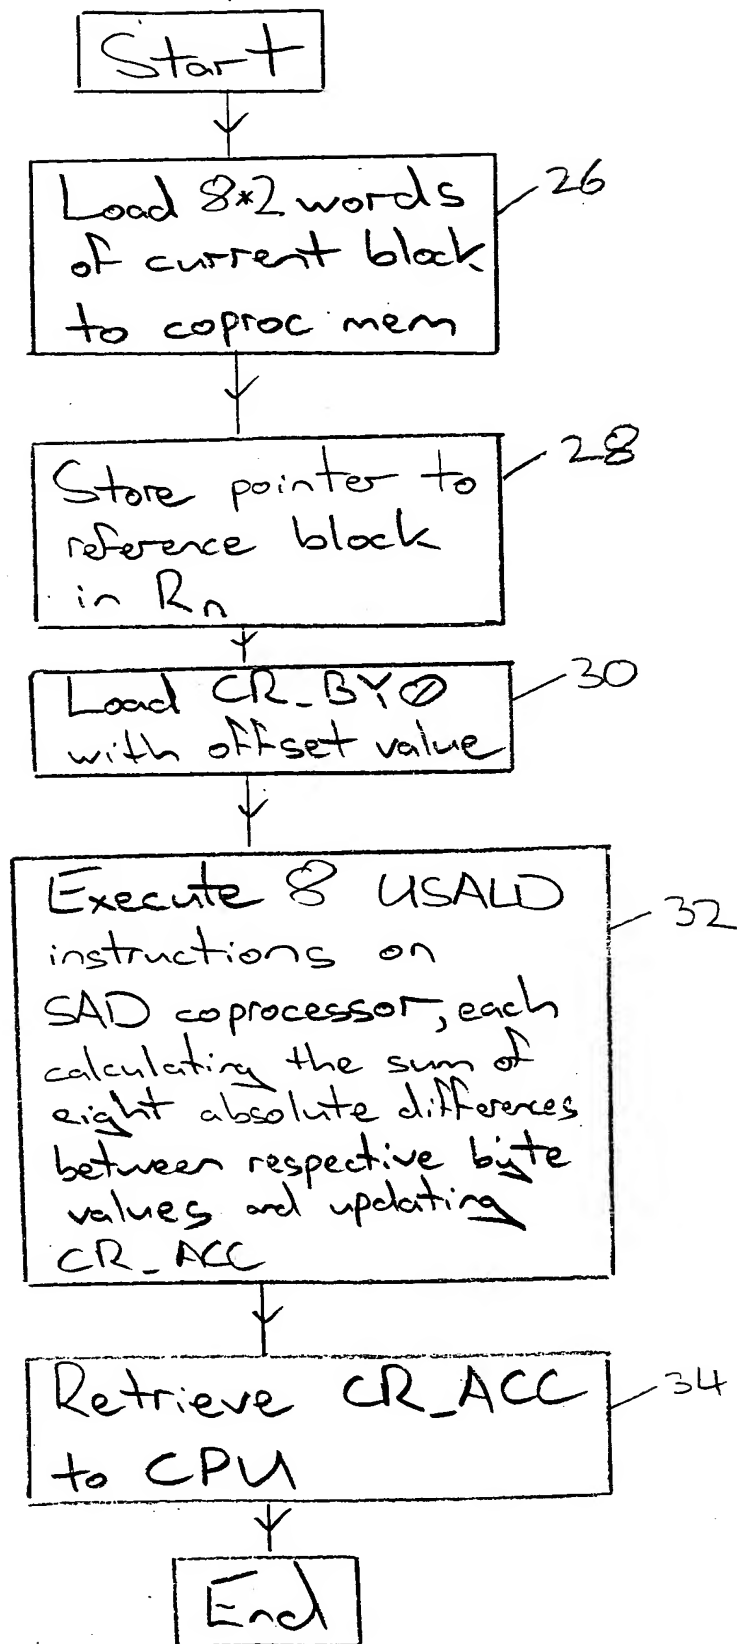 Start
Load 8*2 words
of current block
to coproc mem
26
Store pointer to
reference block
in Rn
28
Load CR_BYO
with offset value
30
Execute 8 USALD
instructions on
SAD coprocessor, each
calculating the sum of
eight absolute differences
between respective byte
values and updating
CR_ACC
32
Retrieve CR_ACC
to CPU
34
End